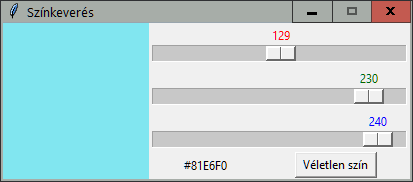 Színkeverés
129
230
240
#81E6F0
Véletlen szín